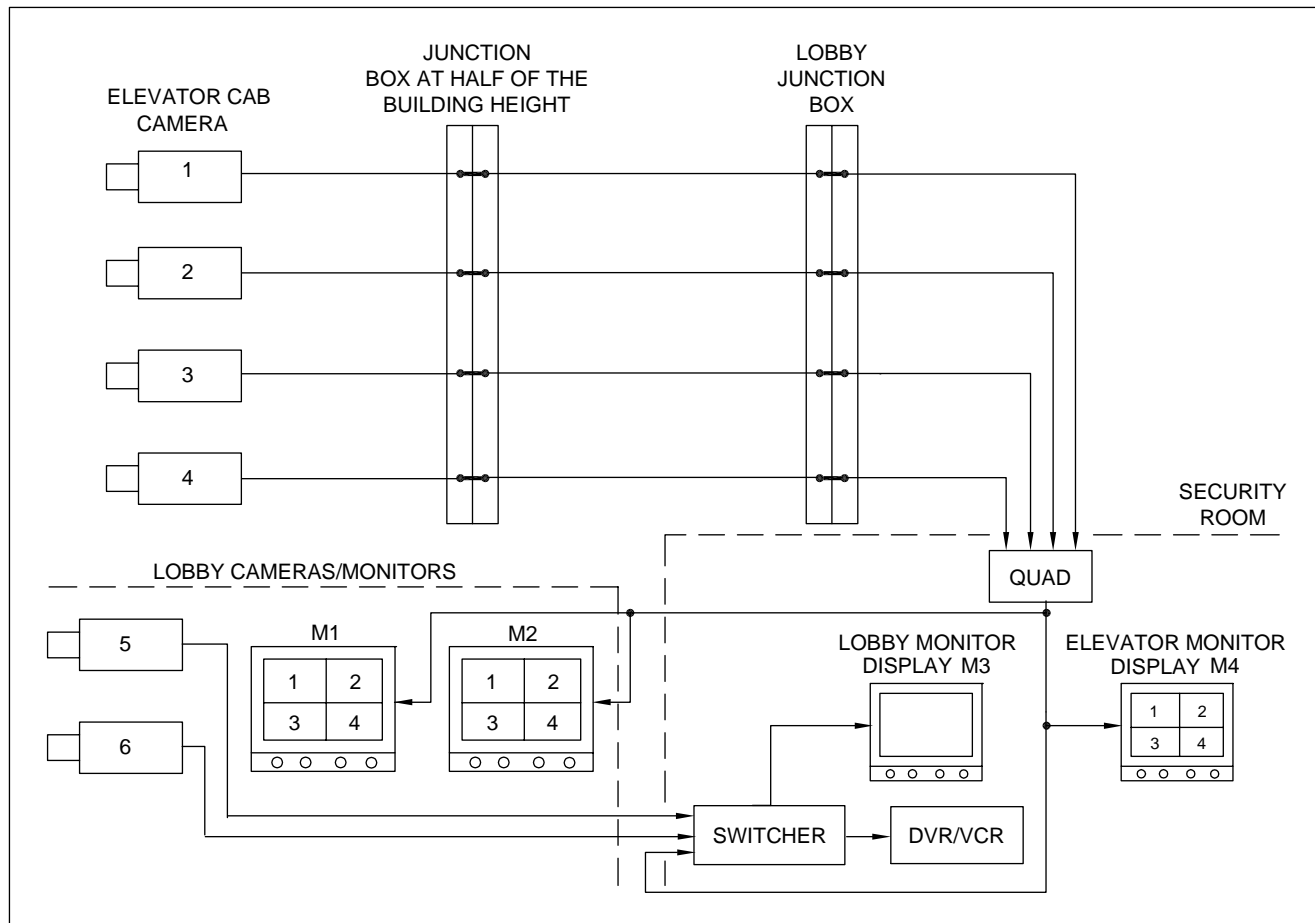 ELEVATOR CAB
CAMERA
JUNCTION
BOX AT HALF OF THE
BUILDING HEIGHT
LOBBY
JUNCTION
BOX
1
2
3
4
SECURITY
ROOM
QUAD
LOBBY CAMERAS/MONITORS
5
6
M1
1 2
3 4
M2
1 2
3 4
LOBBY MONITOR
DISPLAY M3
ELEVATOR MONITOR
DISPLAY M4
1 2
3 4
SWITCHER
DVR/VCR